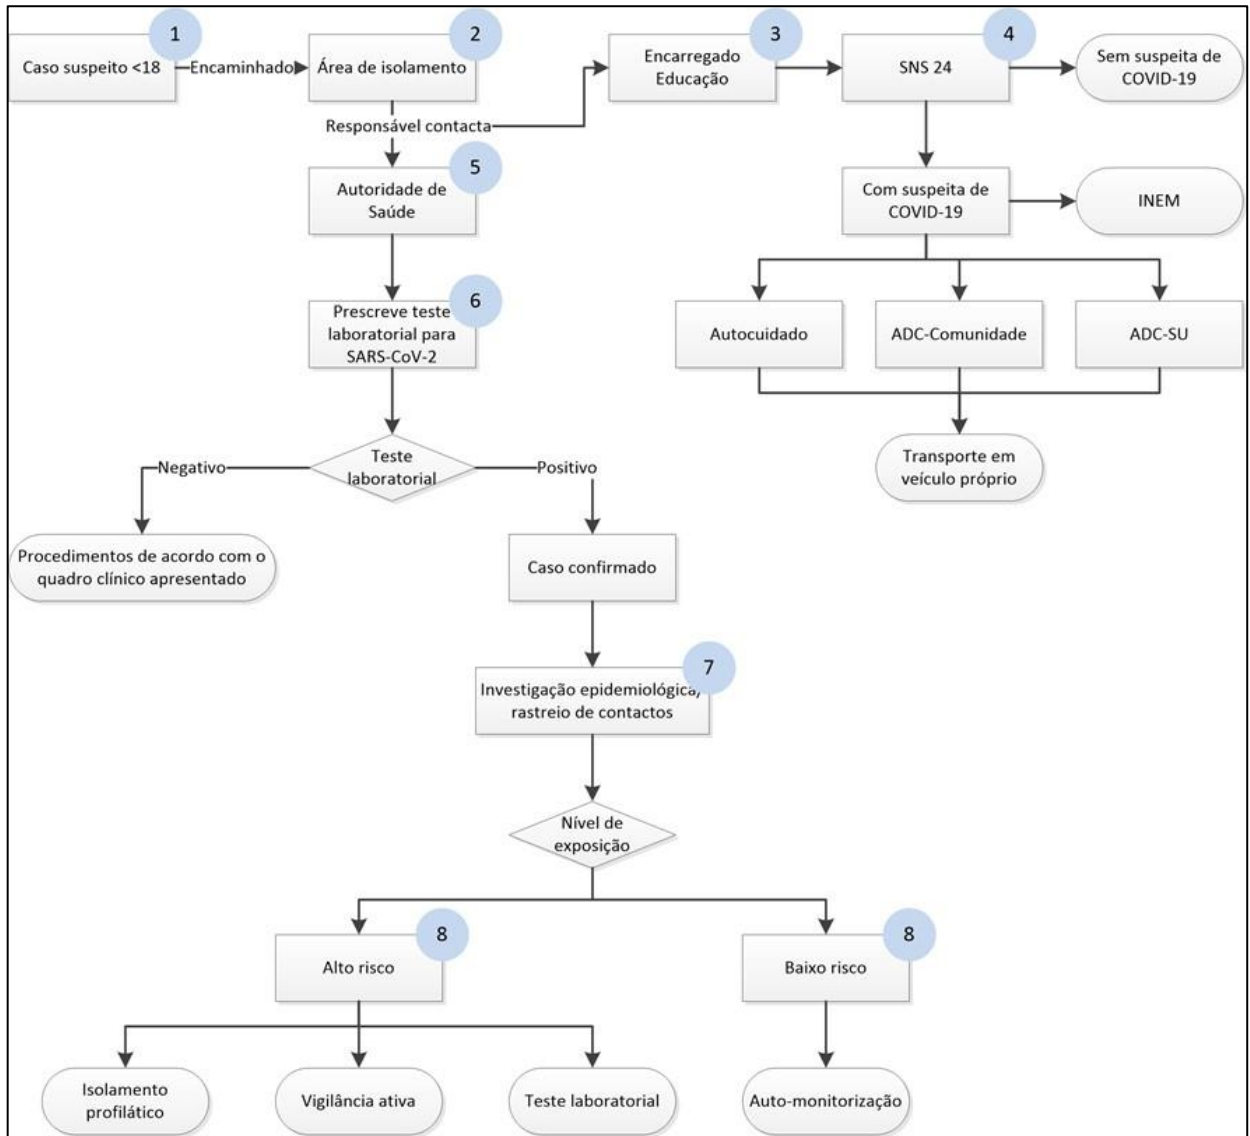 1
Caso suspeito <18
Encaminhado
2
Área de isolamento
3
Encarregado
Educação
4
SNS 24
Sem suspeita de
COVID-19
Responsável contacta
5
Autoridade de
Saúde
Com suspeita de
COVID-19
INEM
6
Prescreve teste
laboratorial para
SARS-CoV-2
Autocuidado
ADC-Comunidade
ADC-SU
Teste
laboratorial
Negativo
Positivo
Transporte em
veículo próprio
Procedimentos de acordo com o
quadro clínico apresentado
Caso confirmado
7
Investigação epidemiológica/
rastreio de contactos
Nível de
exposição
8
Alto risco
8
Baixo risco
Isolamento
profilático
Vigilância ativa
Teste laboratorial
Auto-monitorização